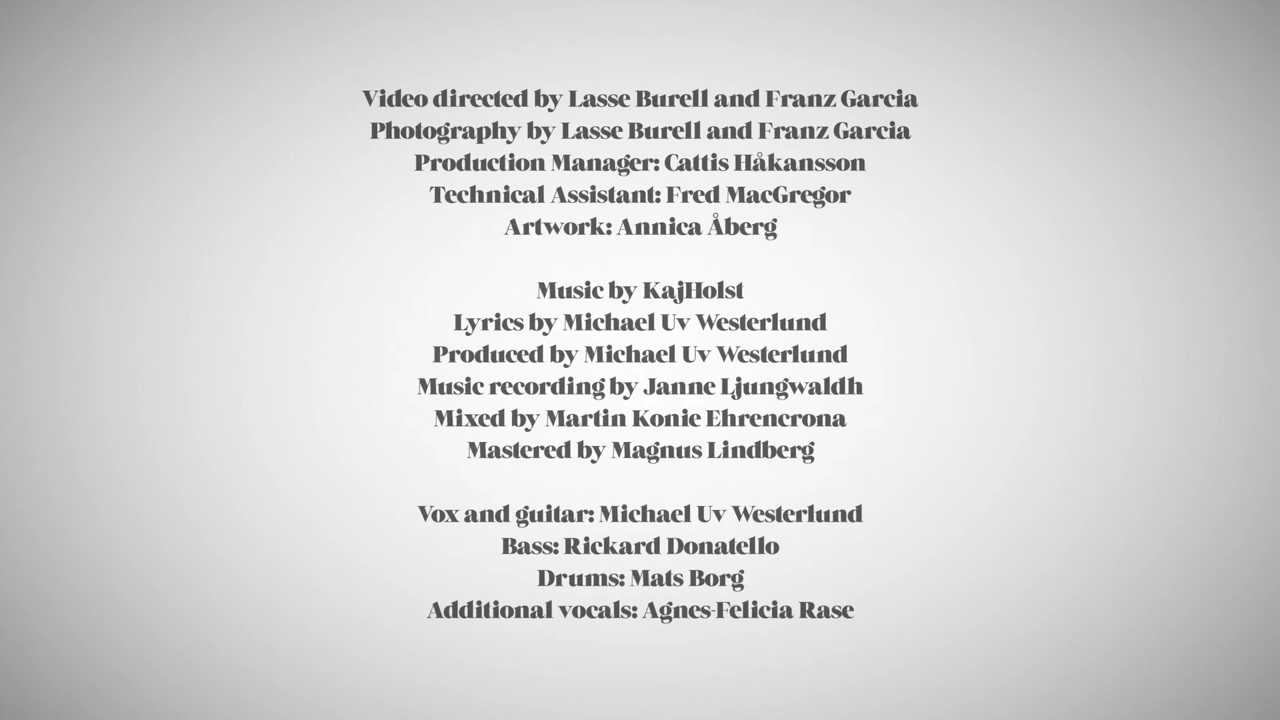 Video directed by Lasse Burell and Franz Garcia
Photography by Lasse Burell and Franz Garcia
Production Manager: Cattis Håkansson
Technical Assistant: Fred MacGregor
Artwork: Annica Åberg
Music by KajHolst
Lyrics by Michael Uv Westerlund
Produced by Michael Uv Westerlund
Music recording by Janne Ljungwaldh
Mixed by Martin Konie Ehrencrona
Mastered by Magnus Lindberg
Vox and guitar: Michael Uv Westerlund
Bass: Rickard Donatello
Drums: Mats Borg
Additional vocals: Agnes-Felicia Rase